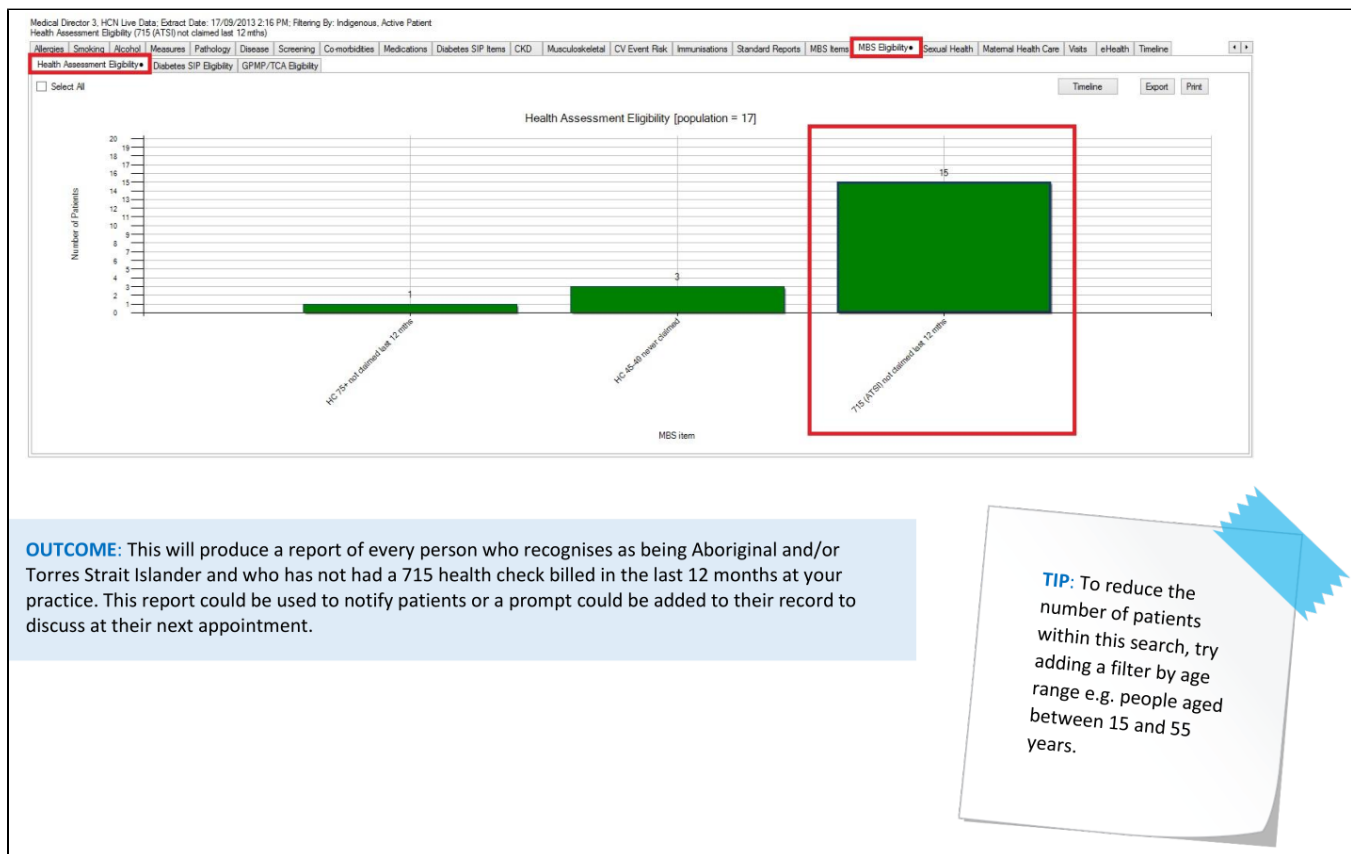 Medical Director 3, HCN Live Data; Extract Date: 17/09/2013 2:16 PM; Filtering By: Indigenous, Active Patient
Health Assessment Eligibility (715 (ATSI) not claimed last 12 mths)
Allergies Smoking Alcohol Measures Pathology Disease Screening Co-morbidities Medications Diabetes SIP Items CKD Musculoskeletal CV Event Risk Immunisations Standard Reports MBS Items MBS Eligibility● Sexual Health Maternal Health Care Visits eHealth Timeline
Health Assessment Eligibility● Diabetes SIP Eligibility GPMP/TCA Eligibility
Select All Timeline Export Print
Health Assessment Eligibility [population = 17]
Number of Patients
20
19
18
17
16
15
14
13
12
11
10
9
8
7
6
5
4
3
2
1
0
1
3
15
HC 75+ not claimed last 12 mths
HC 45-49 never claimed
715 (ATSI) not claimed last 12 mths
MBS item
OUTCOME: This will produce a report of every person who recognises as being Aboriginal and/or
Torres Strait Islander and who has not had a 715 health check billed in the last 12 months at your
practice. This report could be used to notify patients or a prompt could be added to their record to
discuss at their next appointment.
TIP: To reduce the
number of patients
within this search, try
adding a filter by age
range e.g. people aged
between 15 and 55
years.